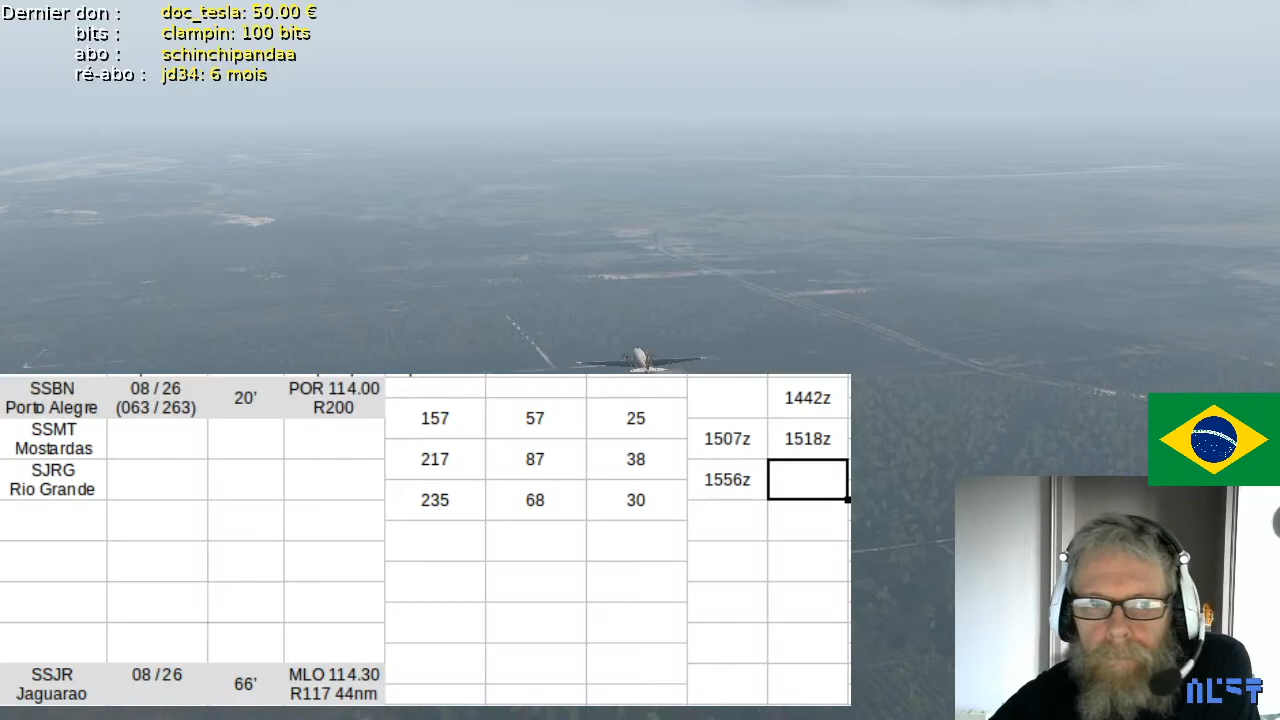 Dernier don : doc_tesla: 50.00 €
bits : clampin: 100 bits
abo : schinchipandaa
ré-abo : jd34: 6 mois
SSBN 08 / 26 20' POR 114.00 1442z
Porto Alegre (063 / 263) R200
157 57 25
SSMT 1507z 1518z
Mostardas
217 87 38
SJRG 1556z
Rio Grande
235 68 30
SSJR 08 / 26 66' MLO 114.30
Jaguarao R117 44nm